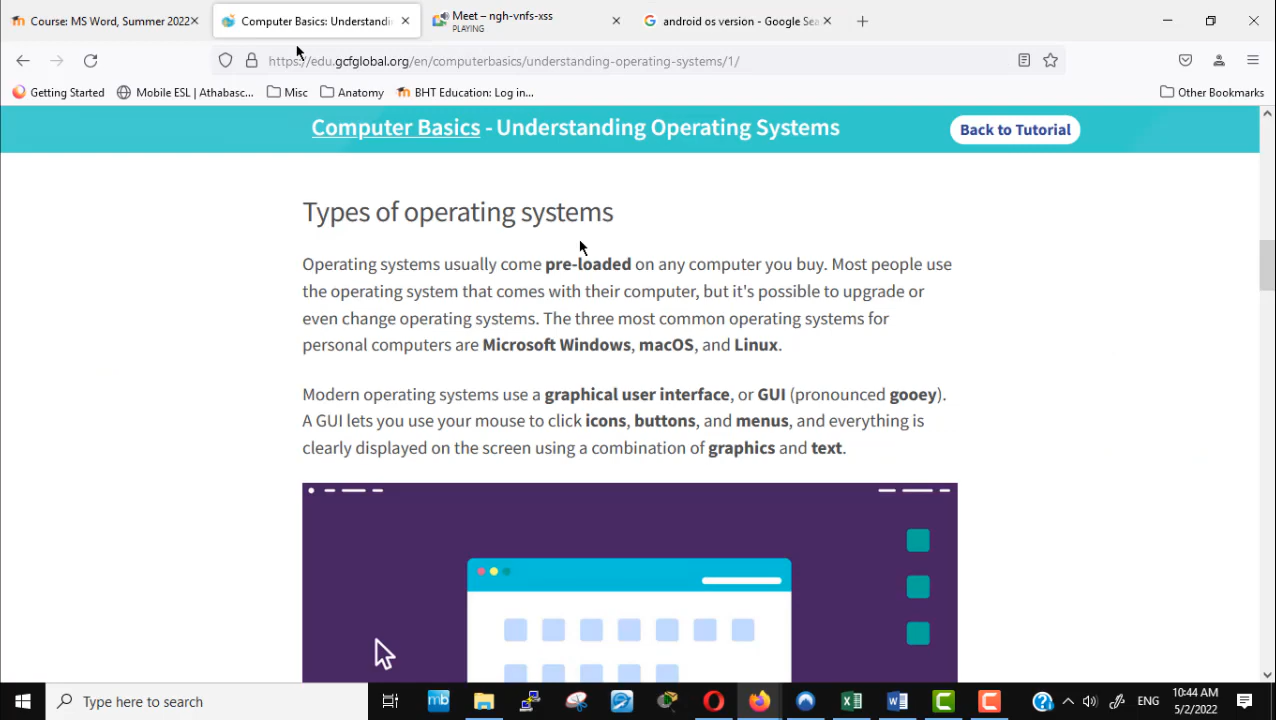 Course: MS Word, Summer 2022
Computer Basics: Understandi
Meet – ngh-vnfs-xss
PLAYING
android os version - Google Sea
https://edu.gcfglobal.org/en/computerbasics/understanding-operating-systems/1/
Getting Started
Mobile ESL | Athabasc...
Misc
Anatomy
BHT Education: Log in...
Other Bookmarks
Computer Basics - Understanding Operating Systems
Back to Tutorial
Types of operating systems
Operating systems usually come pre-loaded on any computer you buy. Most people use
the operating system that comes with their computer, but it's possible to upgrade or
even change operating systems. The three most common operating systems for
personal computers are Microsoft Windows, macOS, and Linux.
Modern operating systems use a graphical user interface, or GUI (pronounced gooey).
A GUI lets you use your mouse to click icons, buttons, and menus, and everything is
clearly displayed on the screen using a combination of graphics and text.
Type here to search
mb
ENG
10:44 AM
5/2/2022